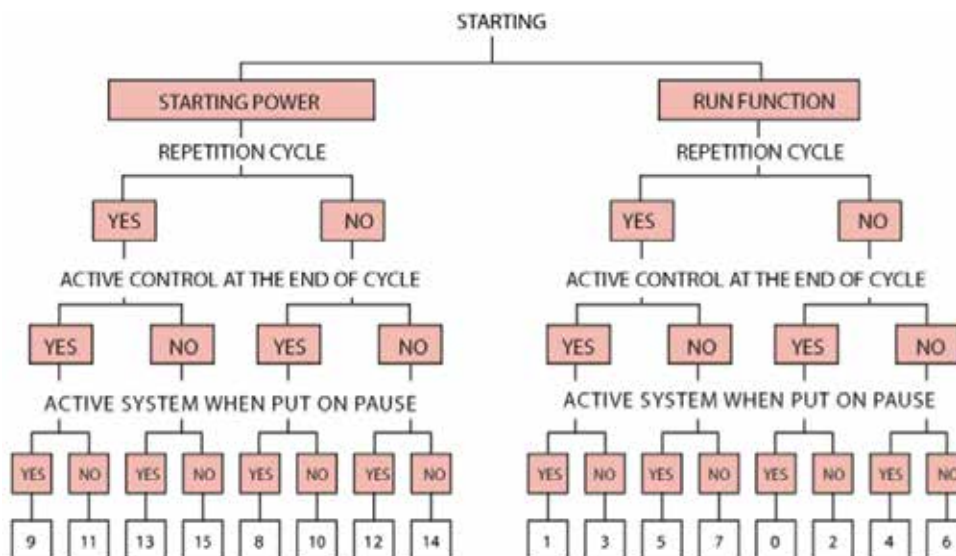 STARTING
STARTING POWER RUN FUNCTION
REPETITION CYCLE REPETITION CYCLE
YES NO YES NO
ACTIVE CONTROL AT THE END OF CYCLE ACTIVE CONTROL AT THE END OF CYCLE
YES NO YES NO YES NO YES NO
ACTIVE SYSTEM WHEN PUT ON PAUSE ACTIVE SYSTEM WHEN PUT ON PAUSE
YES NO YES NO YES NO YES NO YES NO YES NO YES NO YES NO
9 11 13 15 8 10 12 14 1 3 5 7 0 2 4 6